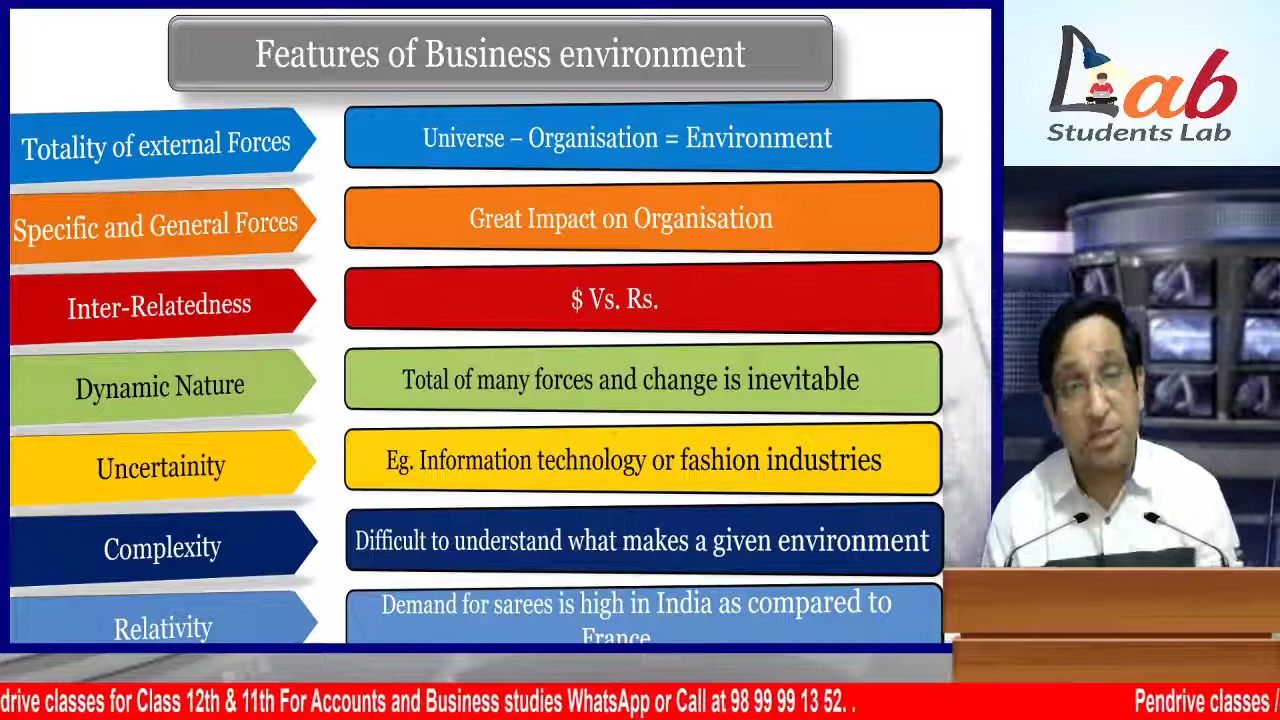 Features of Business environment
Totality of external Forces
Universe – Organisation = Environment
Specific and General Forces
Great Impact on Organisation
Inter-Relatedness
$ Vs. Rs.
Dynamic Nature
Total of many forces and change is inevitable
Uncertainity
Eg. Information technology or fashion industries
Complexity
Difficult to understand what makes a given environment
Relativity
Demand for sarees is high in India as compared to
France
Lab
Students Lab
drive classes for Class 12th & 11th For Accounts and Business studies WhatsApp or Call at 98 99 99 13 52. .
Pendrive classes /